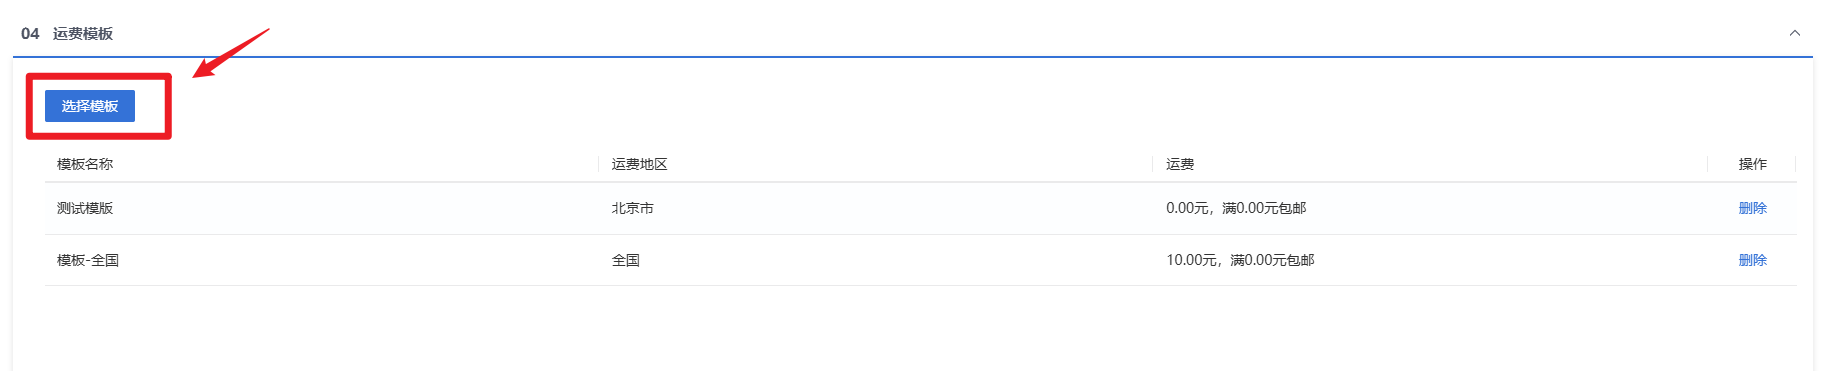 04 运费模板
选择模板
模板名称 运费地区 运费 操作
测试模版 北京市 0.00元，满0.00元包邮 删除
模板-全国 全国 10.00元，满0.00元包邮 删除